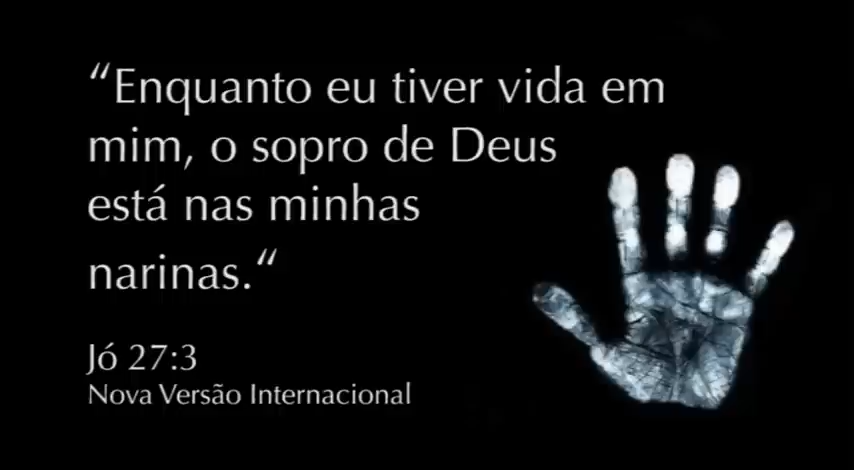 “Enquanto eu tiver vida em
mim, o sopro de Deus
está nas minhas
narinas.“
Jó 27:3
Nova Versão Internacional